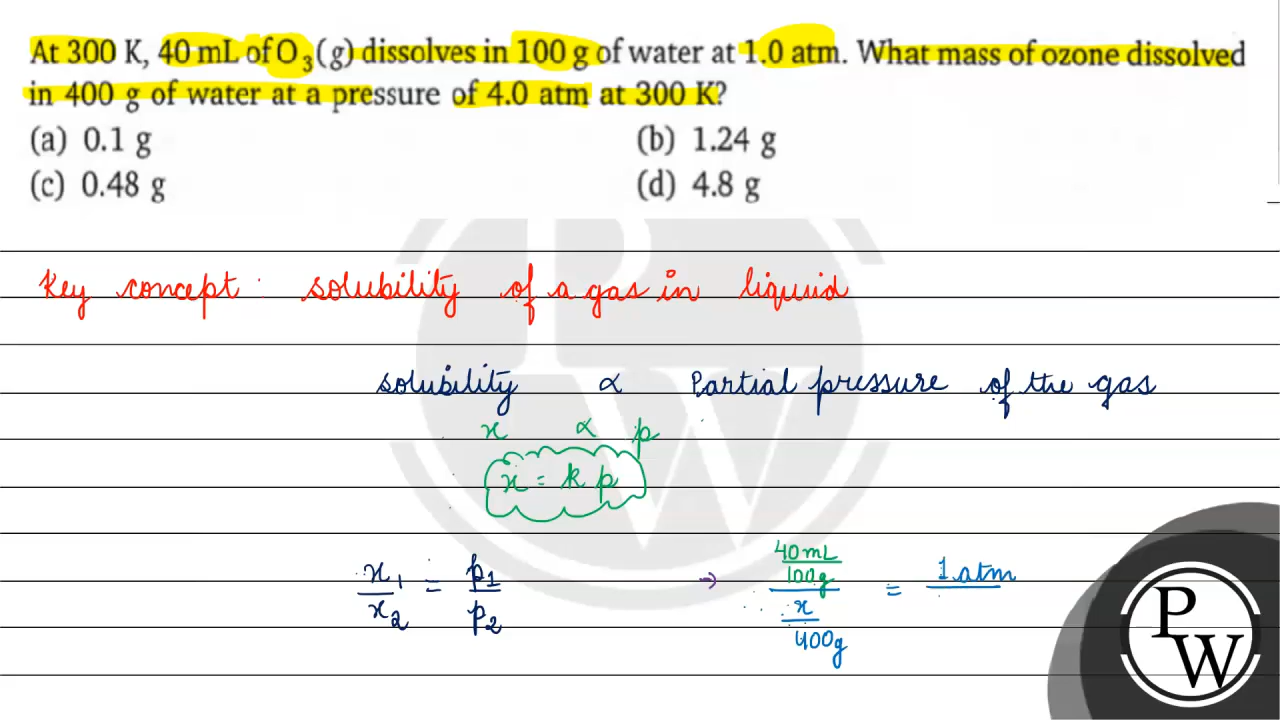 At 300 K, 40 mL of O₃(g) dissolves in 100 g of water at 1.0 atm. What mass of ozone dissolved
in 400 g of water at a pressure of 4.0 atm at 300 K?
(a) 0.1 g (b) 1.24 g
(c) 0.48 g (d) 4.8 g
Key concept : solubility of a gas in liquid
solubility ∝ Partial pressure of the gas
x ∝ p
x = k p
x₁/x₂ = p₁/p₂ → (40mL/100g)/(x/400g) = 1 atm
P
W
PW